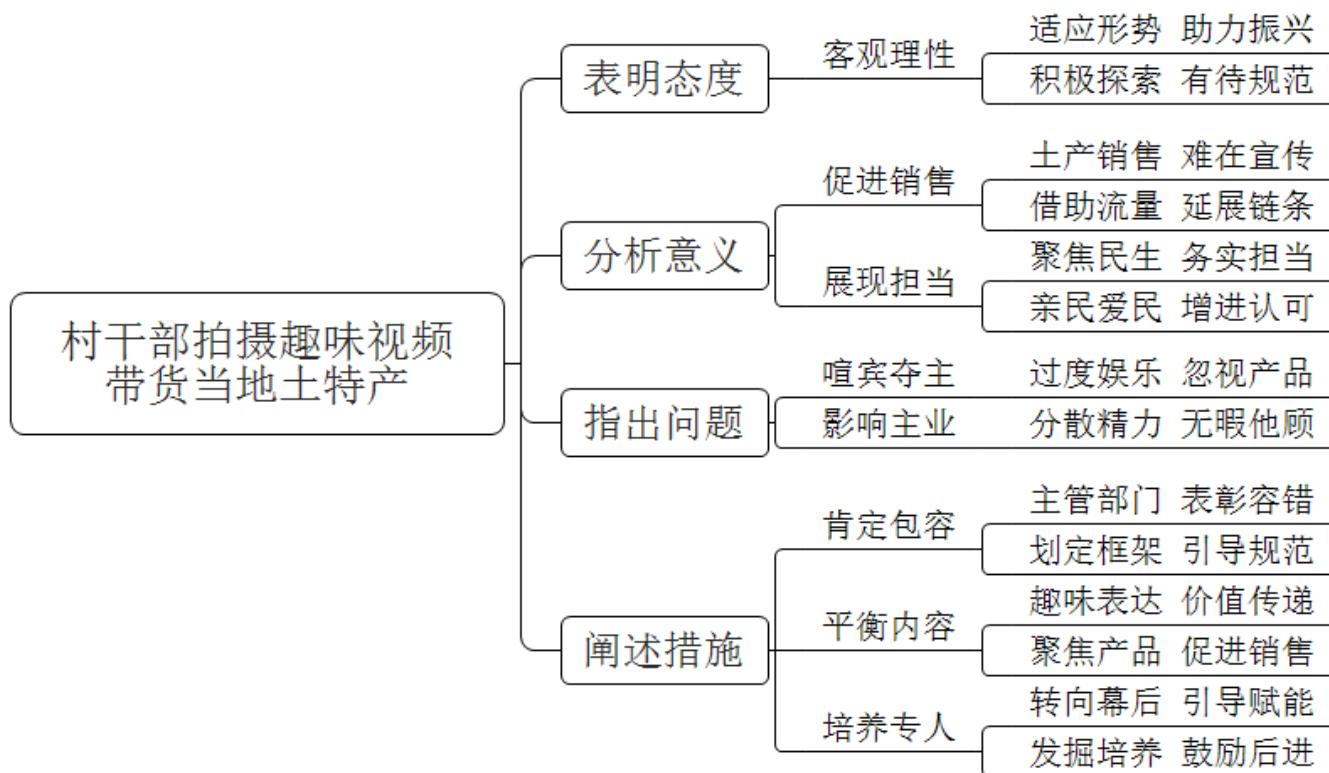 村干部拍摄趣味视频
带货当地土特产
表明态度
客观理性
适应形势 助力振兴
积极探索 有待规范
分析意义
促进销售
土产销售 难在宣传
借助流量 延展链条
展现担当
聚焦民生 务实担当
亲民爱民 增进认可
指出问题
喧宾夺主
过度娱乐 忽视产品
影响主业
分散精力 无暇他顾
阐述措施
肯定包容
主管部门 表彰容错
划定框架 引导规范
平衡内容
趣味表达 价值传递
聚焦产品 促进销售
培养专人
转向幕后 引导赋能
发掘培养 鼓励后进